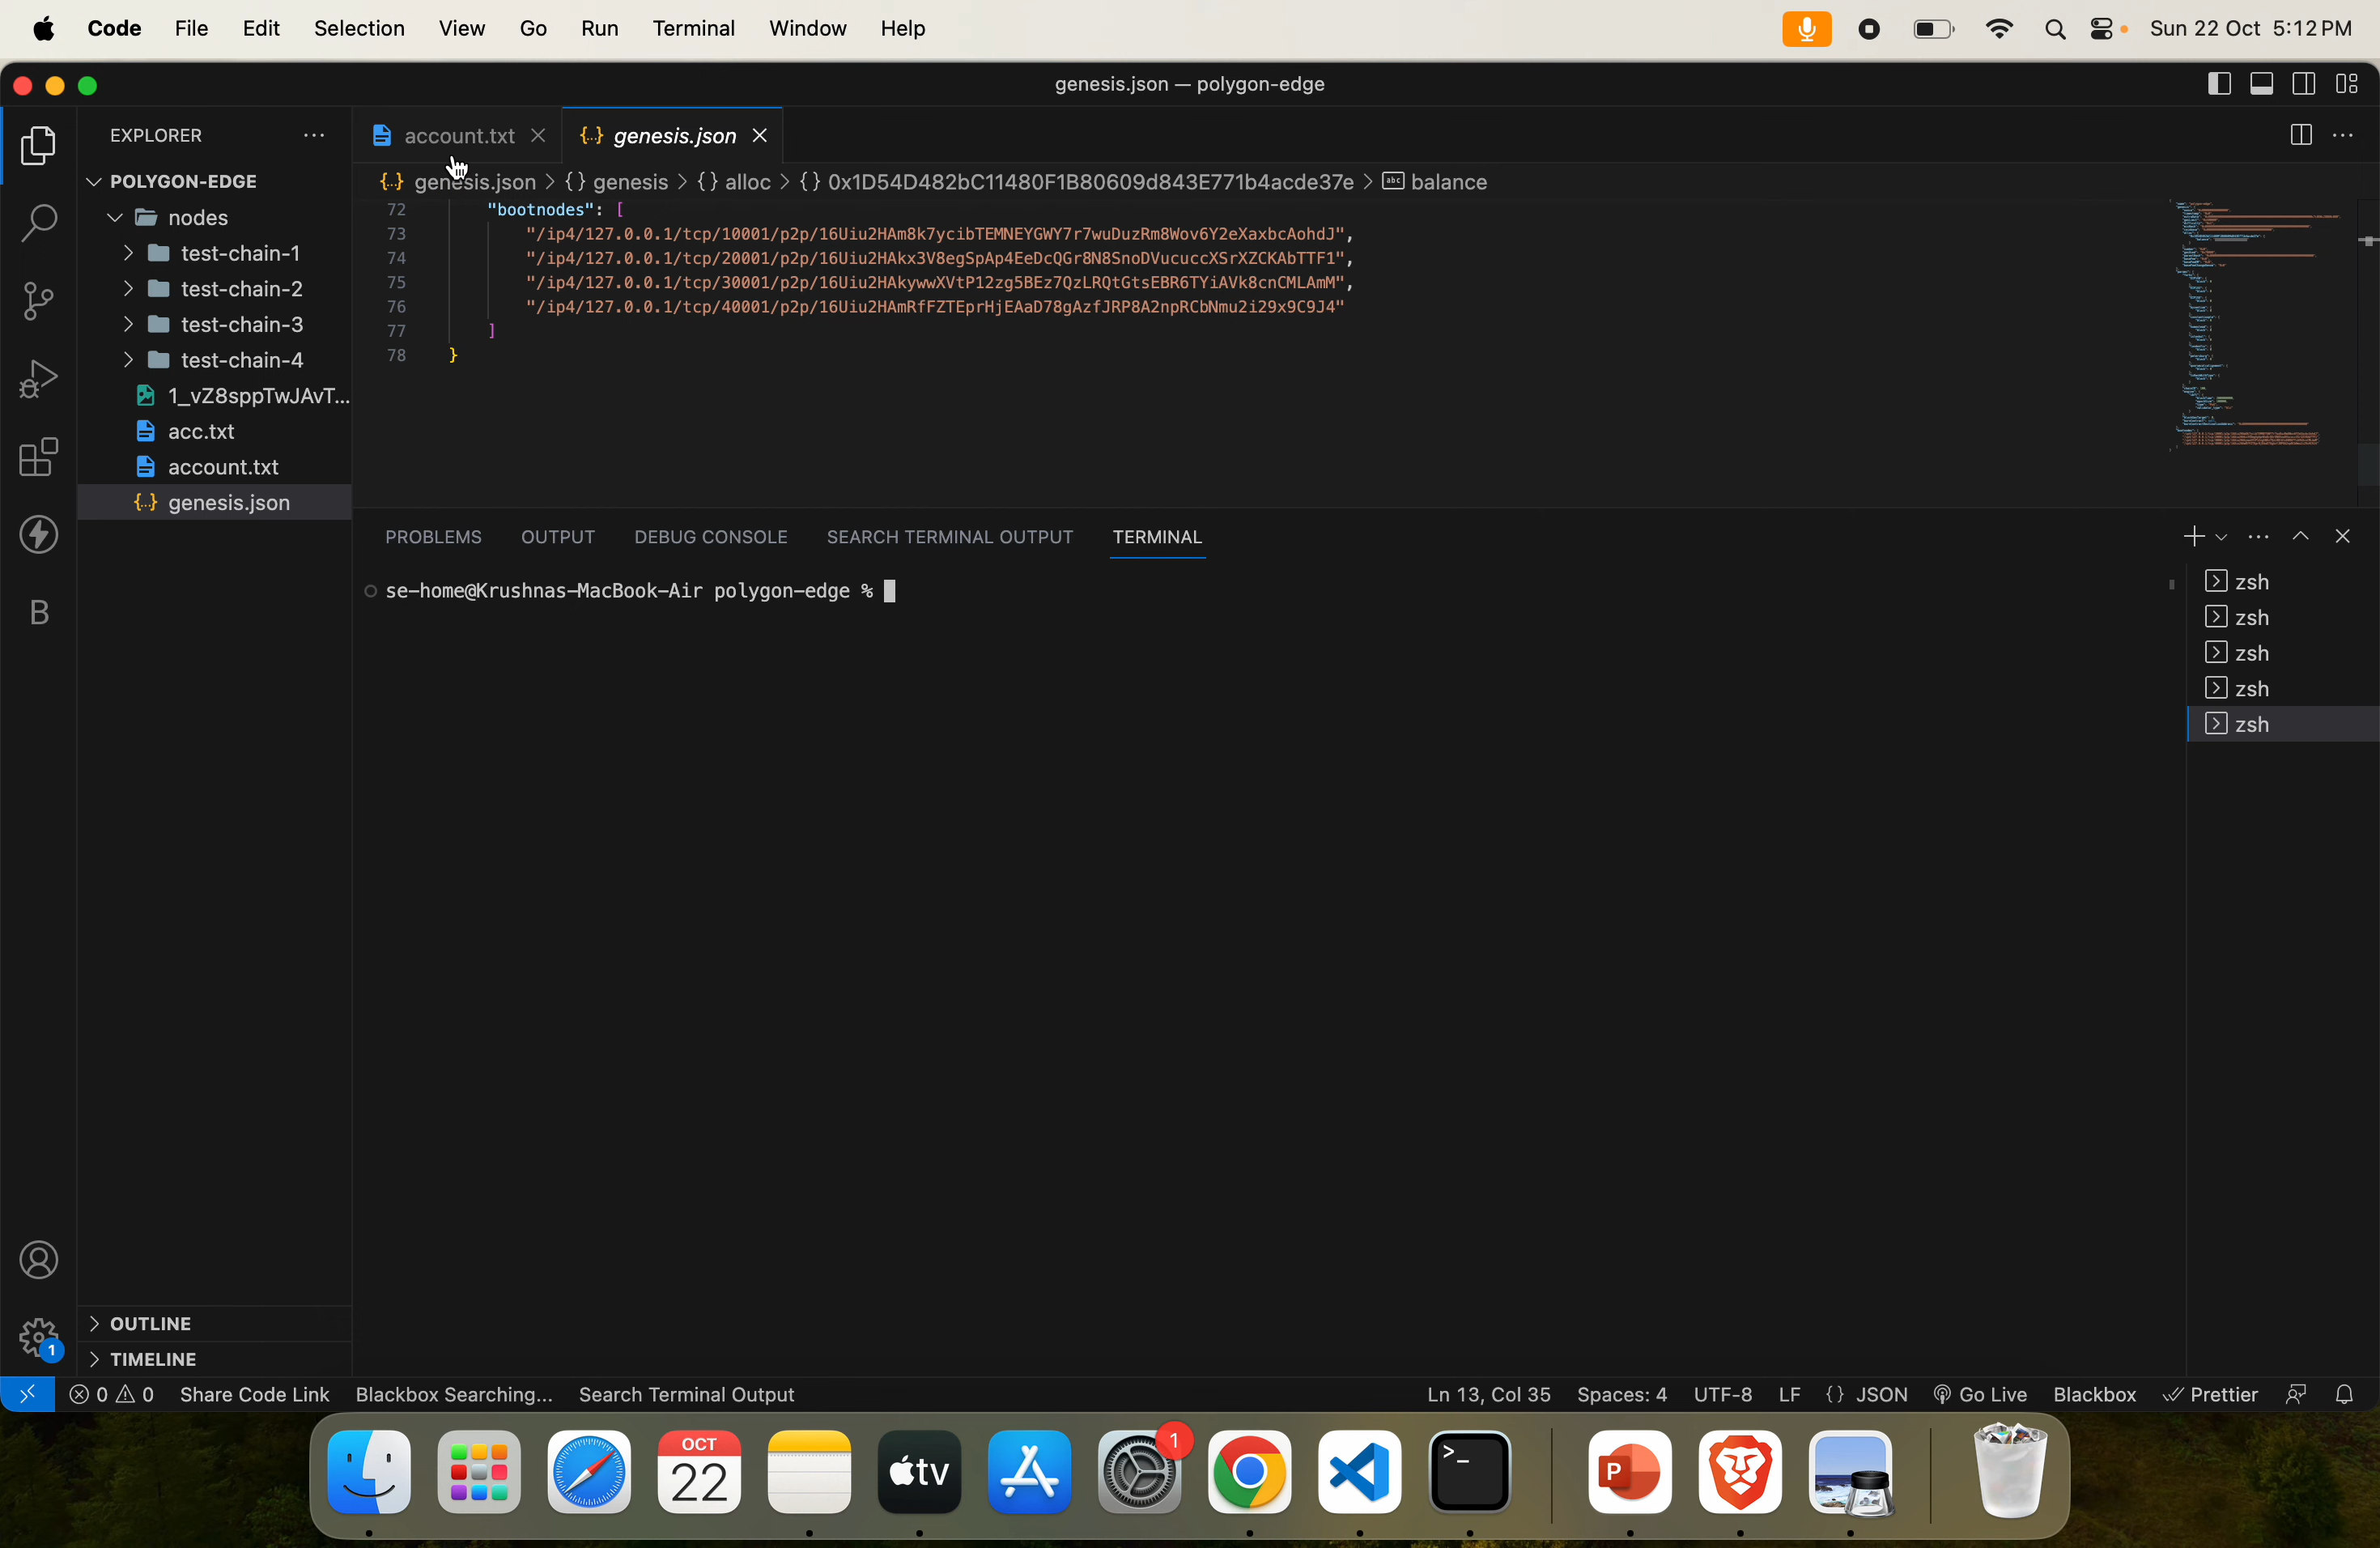 Code File Edit Selection View Go Run Terminal Window Help Sun 22 Oct 5:12 PM
genesis.json — polygon-edge
EXPLORER ... account.txt {..} genesis.json
POLYGON-EDGE {..} genesis.json > {} genesis > {} alloc > {} 0x1D54D482bC11480F1B80609d843E771b4acde37e > abc balance
nodes
test-chain-1
test-chain-2
test-chain-3
test-chain-4
1_vZ8sppTwJAvT...
acc.txt
account.txt
{..} genesis.json
B
OUTLINE
TIMELINE
1
72 "bootnodes": [
73 "/ip4/127.0.0.1/tcp/10001/p2p/16Uiu2HAm8k7ycibTEMNEYGWY7r7wuDuzRm8Wov6Y2eXaxbcAohdJ",
74 "/ip4/127.0.0.1/tcp/20001/p2p/16Uiu2HAkx3V8egSpAp4EeDcQGr8N8SnoDVucuccXSrXZCKAbTTF1",
75 "/ip4/127.0.0.1/tcp/30001/p2p/16Uiu2HAkywwXVtP12zg5BEz7QzLRQtGtsEBR6TYiAVk8cnCMLAmM",
76 "/ip4/127.0.0.1/tcp/40001/p2p/16Uiu2HAmRfFZTEprHjEAaD78gAzfJRP8A2npRCbNmu2i29x9C9J4"
77 ]
78 }
PROBLEMS OUTPUT DEBUG CONSOLE SEARCH TERMINAL OUTPUT TERMINAL
se-home@Krushnas-MacBook-Air polygon-edge %
zsh
zsh
zsh
zsh
zsh
0 0 Share Code Link Blackbox Searching... Search Terminal Output Ln 13, Col 35 Spaces: 4 UTF-8 LF {} JSON Go Live Blackbox Prettier
OCT
22
tv
1
>_
P